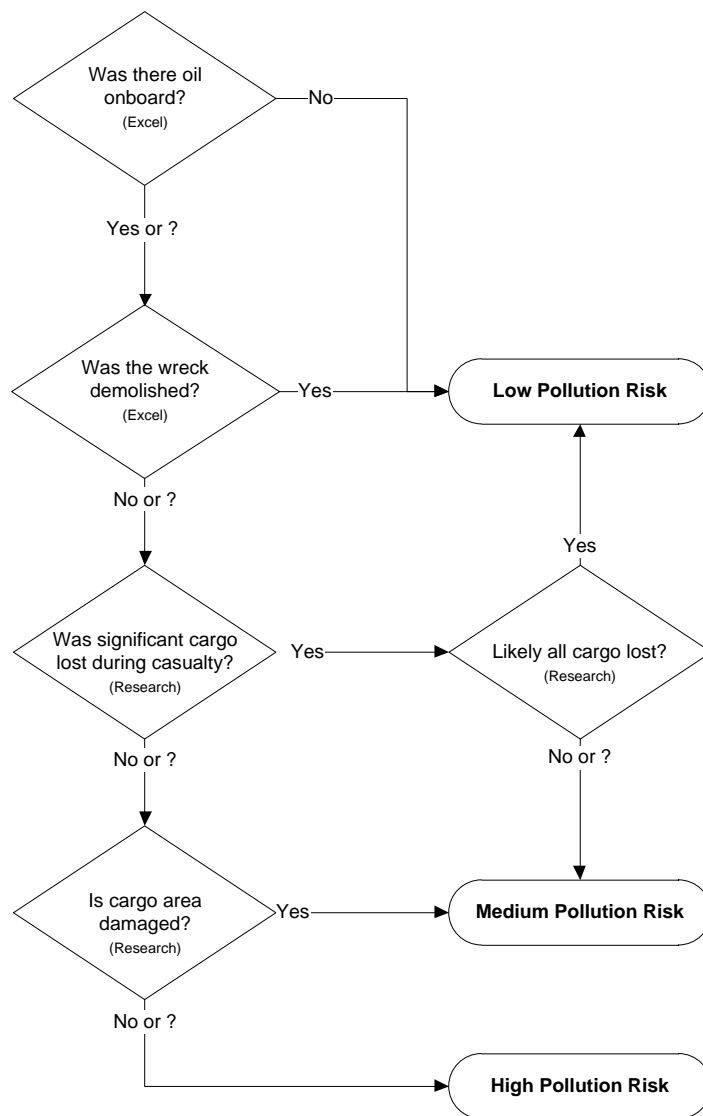 Was there oil
onboard?
(Excel)
No
Yes or ?
Was the wreck
demolished?
(Excel)
Yes
Low Pollution Risk
No or ?
Yes
Was significant cargo
lost during casualty?
(Research)
Yes
Likely all cargo lost?
(Research)
No or ?
No or ?
Is cargo area
damaged?
(Research)
Yes
Medium Pollution Risk
No or ?
High Pollution Risk